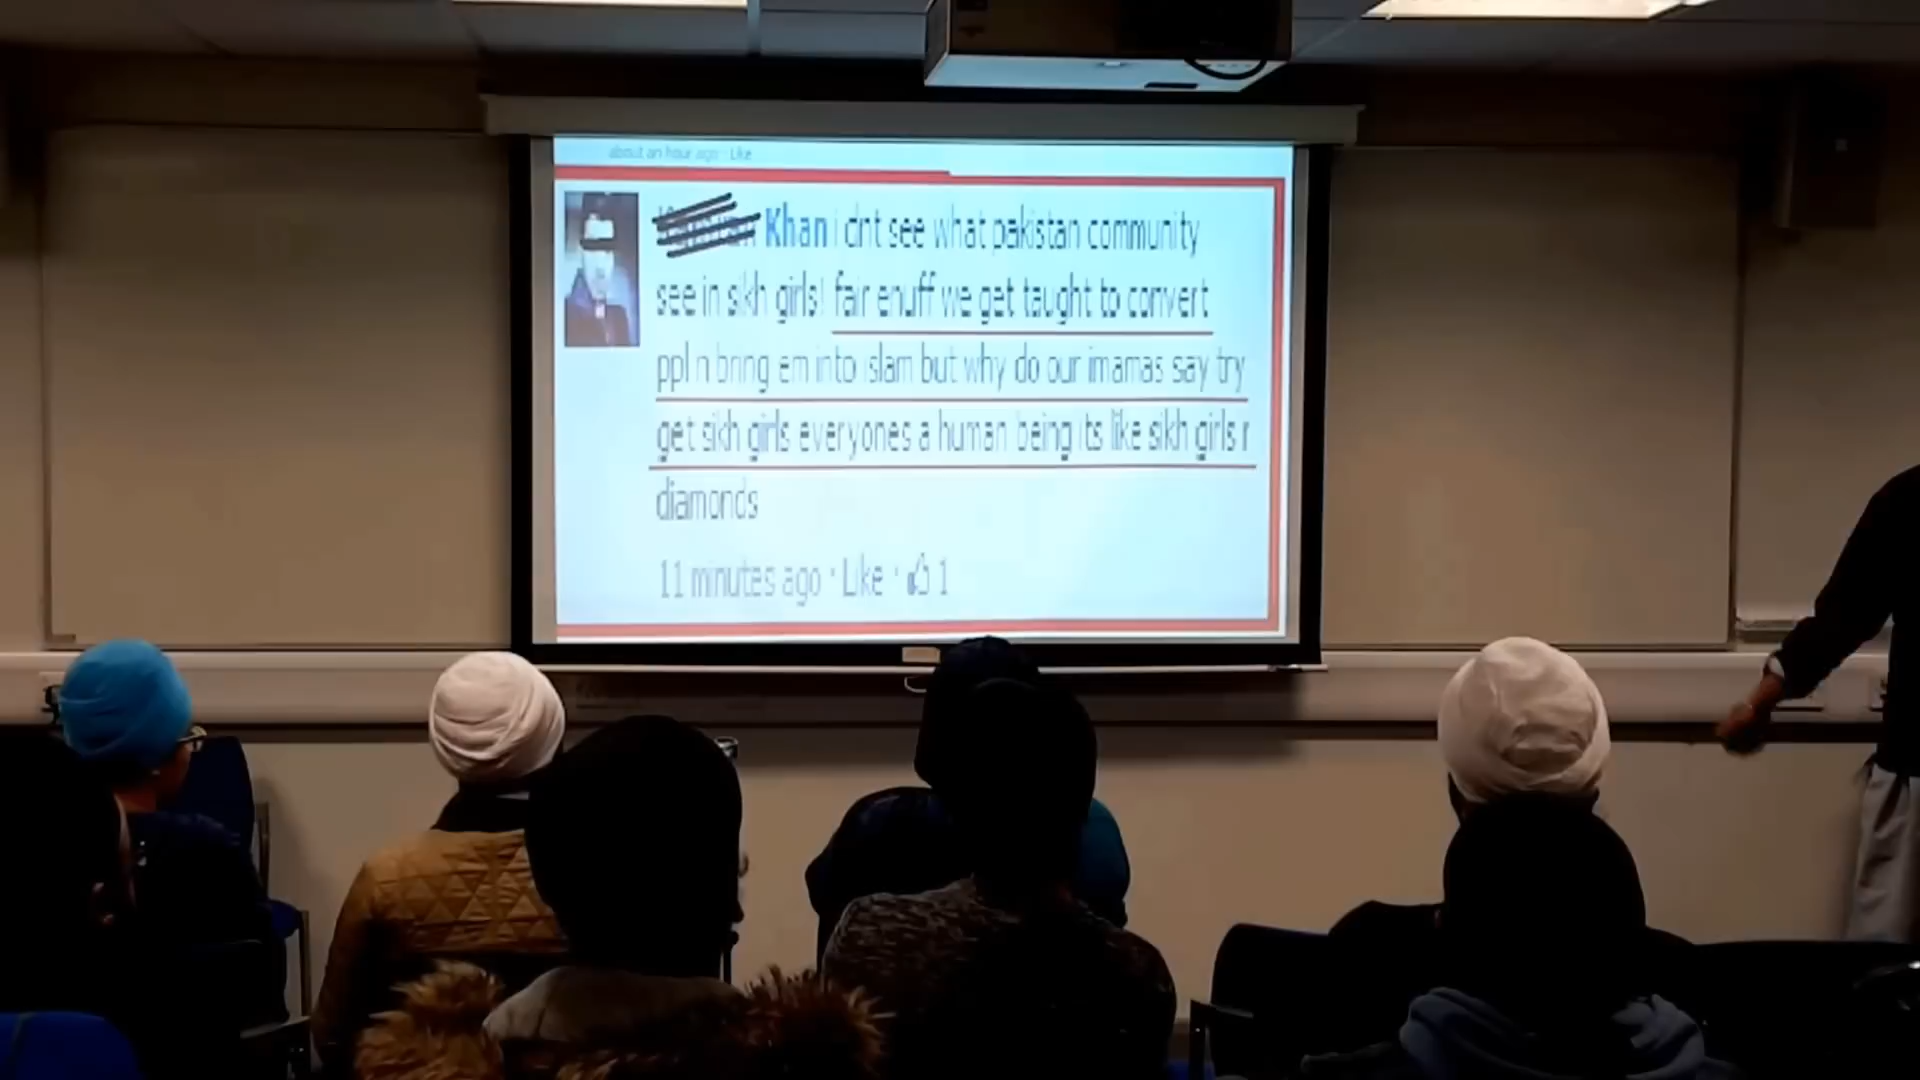 about an hour ago · Like
Khan i dnt see what pakistan community
see in sikh girls! fair enuff we get taught to convert
ppl n bring em into islam but why do our imamas say try
get sikh girls everyones a human being its like sikh girls r
diamonds
11 minutes ago · Like · 1